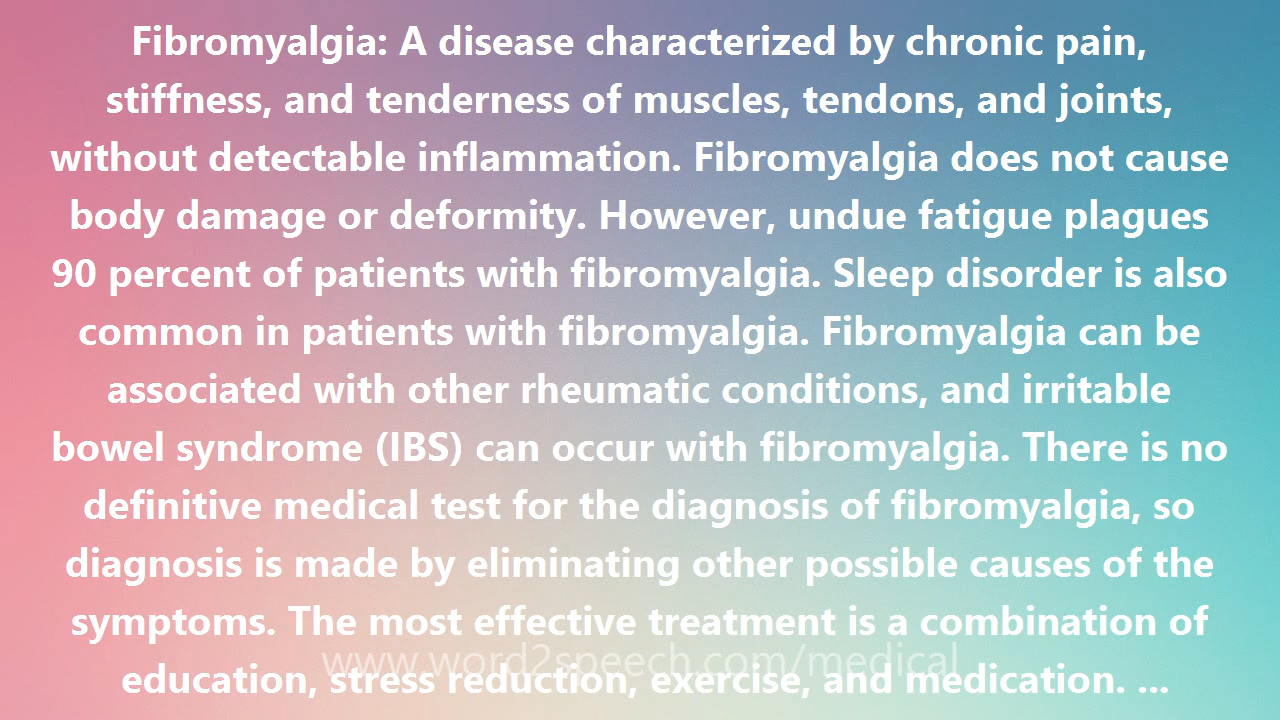 Fibromyalgia: A disease characterized by chronic pain,
stiffness, and tenderness of muscles, tendons, and joints,
without detectable inflammation. Fibromyalgia does not cause
body damage or deformity. However, undue fatigue plagues
90 percent of patients with fibromyalgia. Sleep disorder is also
common in patients with fibromyalgia. Fibromyalgia can be
associated with other rheumatic conditions, and irritable
bowel syndrome (IBS) can occur with fibromyalgia. There is no
definitive medical test for the diagnosis of fibromyalgia, so
diagnosis is made by eliminating other possible causes of the
symptoms. The most effective treatment is a combination of
www.word2speech.com/medical
education, stress reduction, exercise, and medication. ...